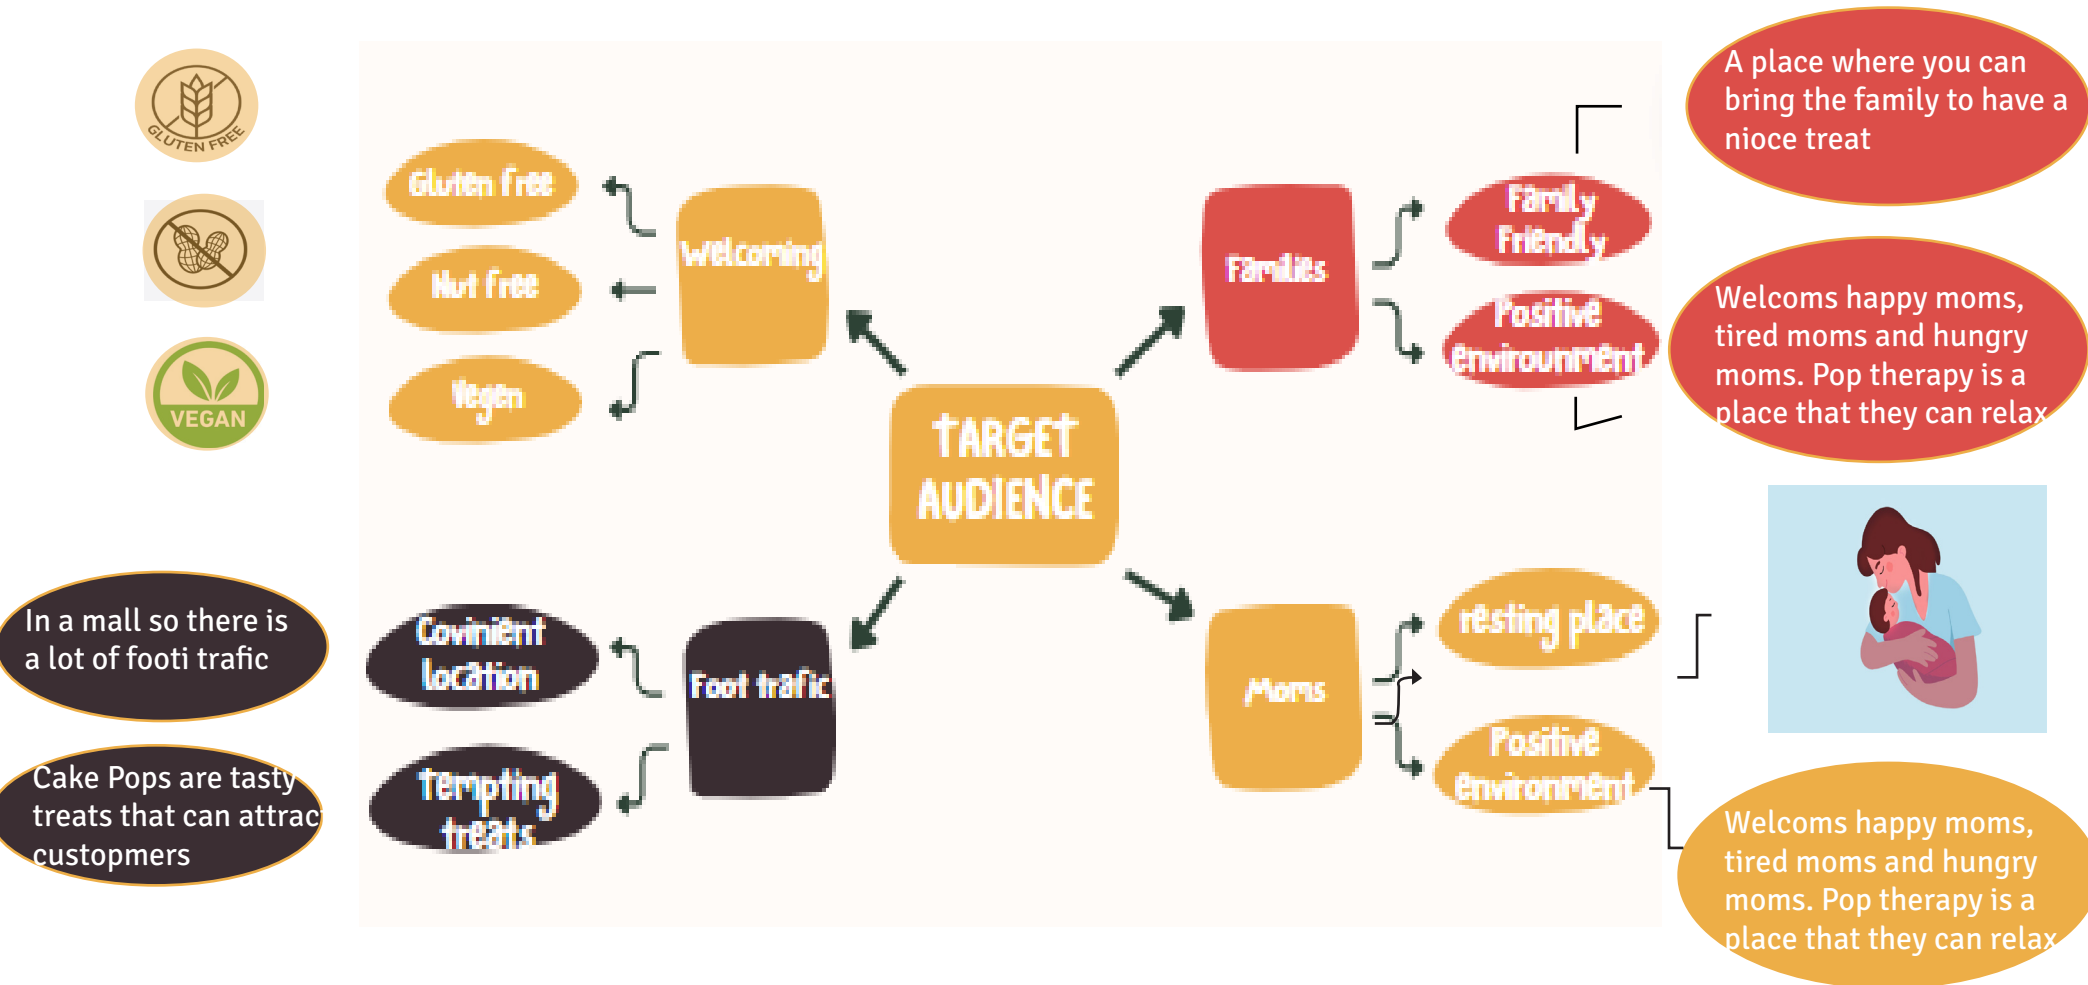 GLUTEN FREE
VEGAN
Gluten free
Nut free
Vegen
Welcoming
TARGET
AUDIENCE
Families
Family
Friendly
Positive
envirounment
A place where you can
bring the family to have a
nioce treat
Welcoms happy moms,
tired moms and hungry
moms. Pop therapy is a
place that they can relax
In a mall so there is
a lot of footi trafic
Cake Pops are tasty
treats that can attrac
custopmers
Covinient
location
Tempting
treats
Foot trafic
Moms
resting place
Positive
environment
Welcoms happy moms,
tired moms and hungry
moms. Pop therapy is a
place that they can relax